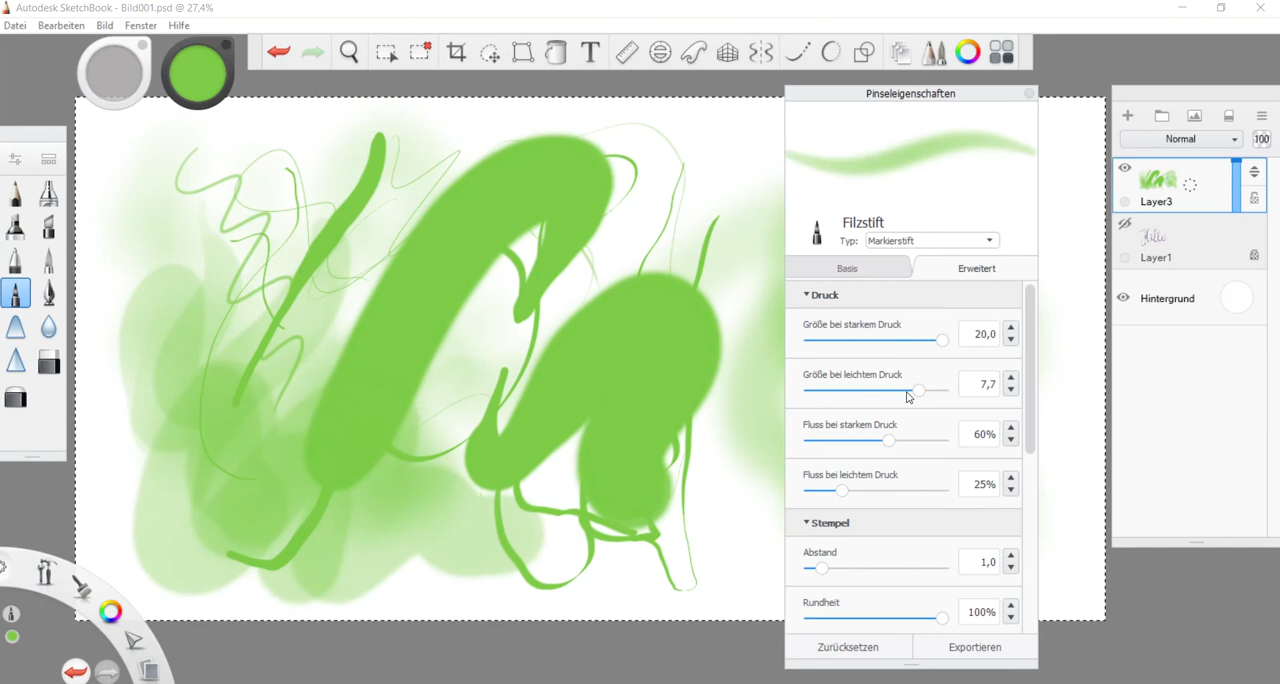 Autodesk SketchBook - Bild001.psd @ 27,4%
Datei Bearbeiten Bild Fenster Hilfe
T
Pinseleigenschaften
Filzstift
Typ: Markierstift
Basis Erweitert
Druck
Größe bei starkem Druck 20,0
Größe bei leichtem Druck 7,7
Fluss bei starkem Druck 60%
Fluss bei leichtem Druck 25%
Stempel
Abstand 1,0
Rundheit 100%
Zurücksetzen Exportieren
Normal 100
Layer3
Hello
Layer1
Hintergrund